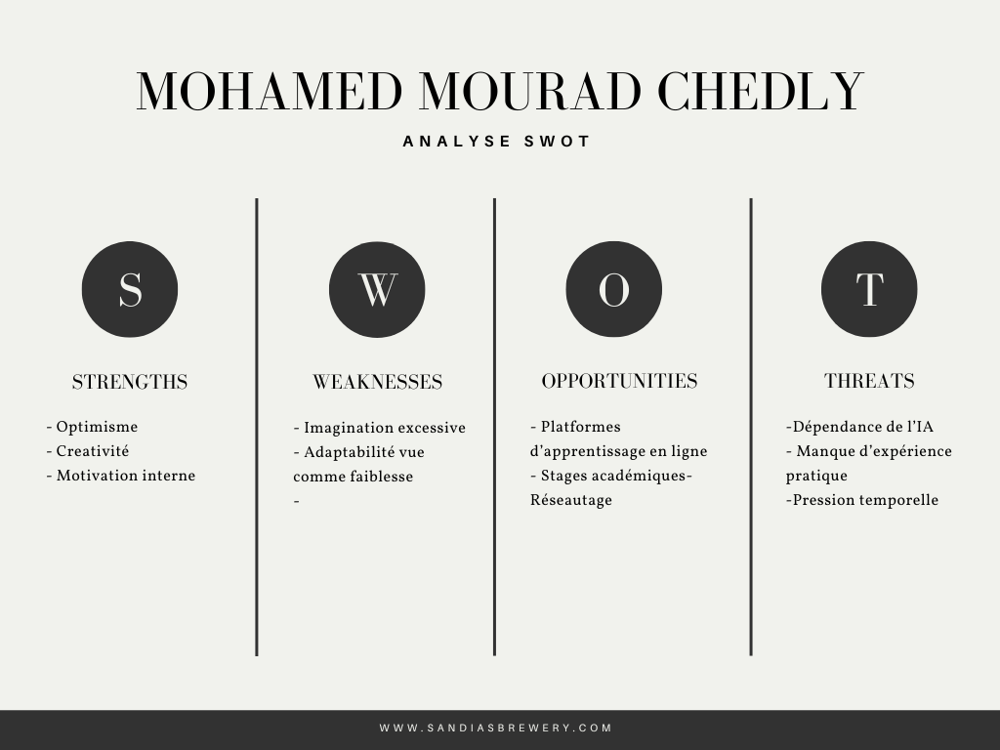 MOHAMED MOURAD CHEDLY
ANALYSE SWOT
S
STRENGTHS
- Optimisme
- Creativité
- Motivation interne
W
WEAKNESSES
- Imagination excessive
- Adaptabilité vue
comme faiblesse
-
O
OPPORTUNITIES
- Platformes
d’apprentissage en ligne
- Stages académiques-
Réseautage
T
THREATS
-Dépendance de l’IA
- Manque d’expérience
pratique
-Pression temporelle
WWW.SANDIASBREWERY.COM